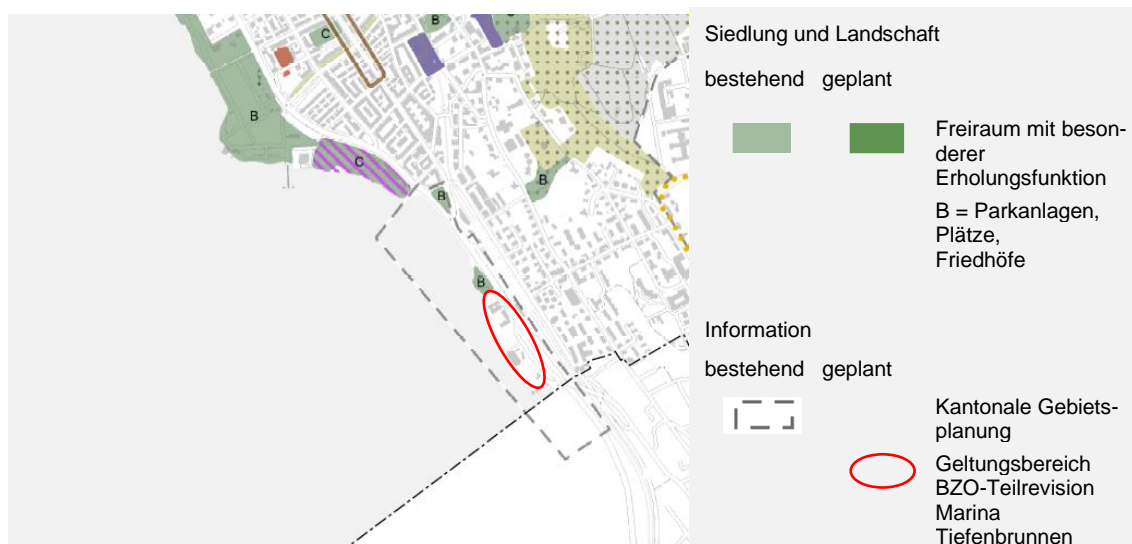 B
C
B
C
B
B
B
Siedlung und Landschaft
bestehend geplant
Freiraum mit beson-
derer
Erholungsfunktion
B = Parkanlagen,
Plätze,
Friedhöfe
Information
bestehend geplant
Kantonale Gebiets-
planung
Geltungsbereich
BZO-Teilrevision
Marina
Tiefenbrunnen